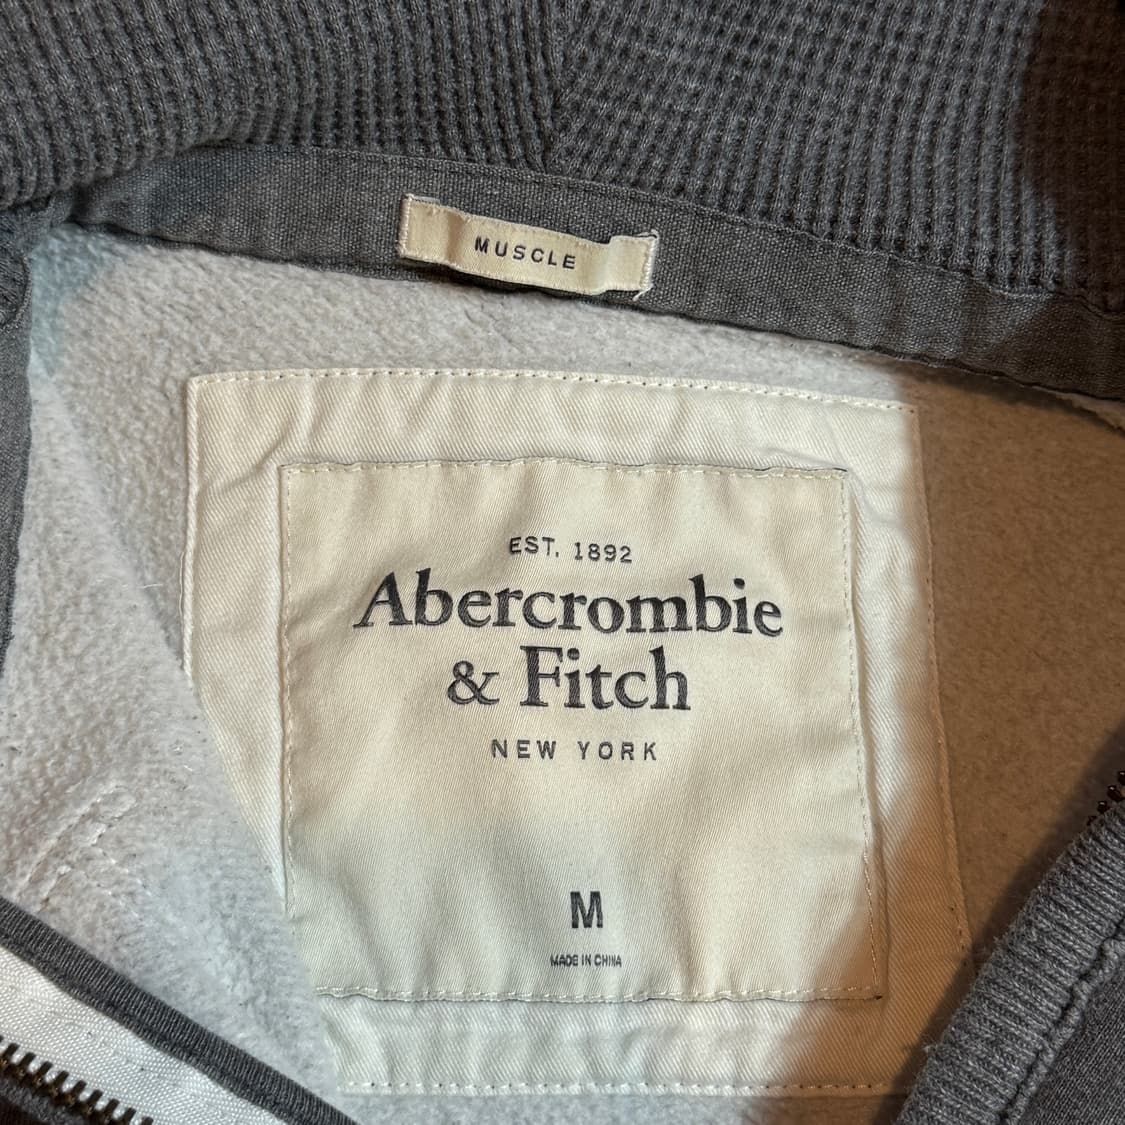 MUSCLE
EST. 1892
Abercrombie
& Fitch
NEW YORK
M
MADE IN CHINA